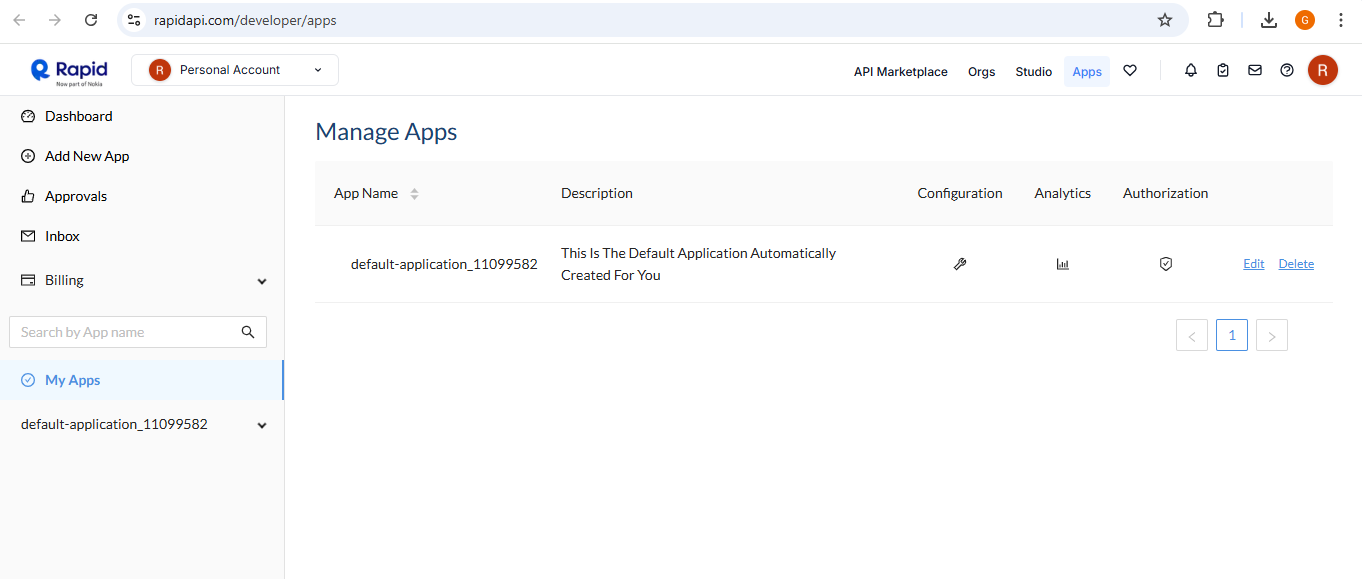 rapidapi.com/developer/apps
G
Rapid
Now part of Nokia
R Personal Account
API Marketplace Orgs Studio Apps
R
Dashboard
Add New App
Approvals
Inbox
Billing
Search by App name
My Apps
default-application_11099582
Manage Apps
App Name Description Configuration Analytics Authorization
default-application_11099582
This Is The Default Application Automatically
Created For You
Edit Delete
< 1 >